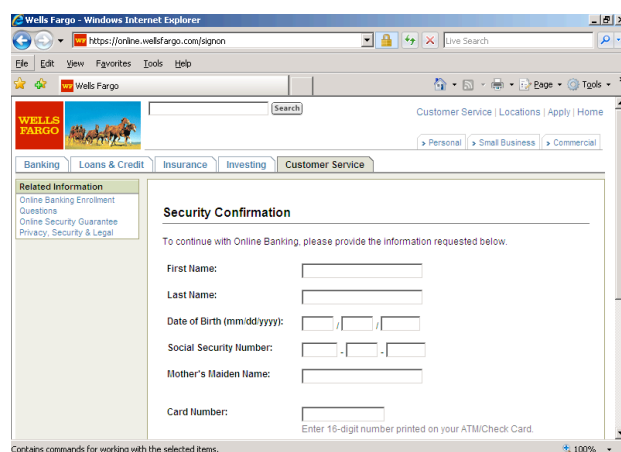 Wells Fargo - Windows Internet Explorer
https://online.wellsfargo.com/signon
Live Search
File Edit View Favorites Tools Help
Wells Fargo
Page Tools
WELLS
FARGO
Search
Customer Service | Locations | Apply | Home
Personal Small Business Commercial
Banking Loans & Credit Insurance Investing Customer Service
Related Information
Online Banking Enrollment
Questions
Online Security Guarantee
Privacy, Security & Legal
Security Confirmation
To continue with Online Banking, please provide the information requested below.
First Name:
Last Name:
Date of Birth (mm/dd/yyyy):
/ /
Social Security Number:
- -
Mother's Maiden Name:
Card Number:
Enter 16-digit number printed on your ATM/Check Card.
Contains commands for working with the selected items.
100%